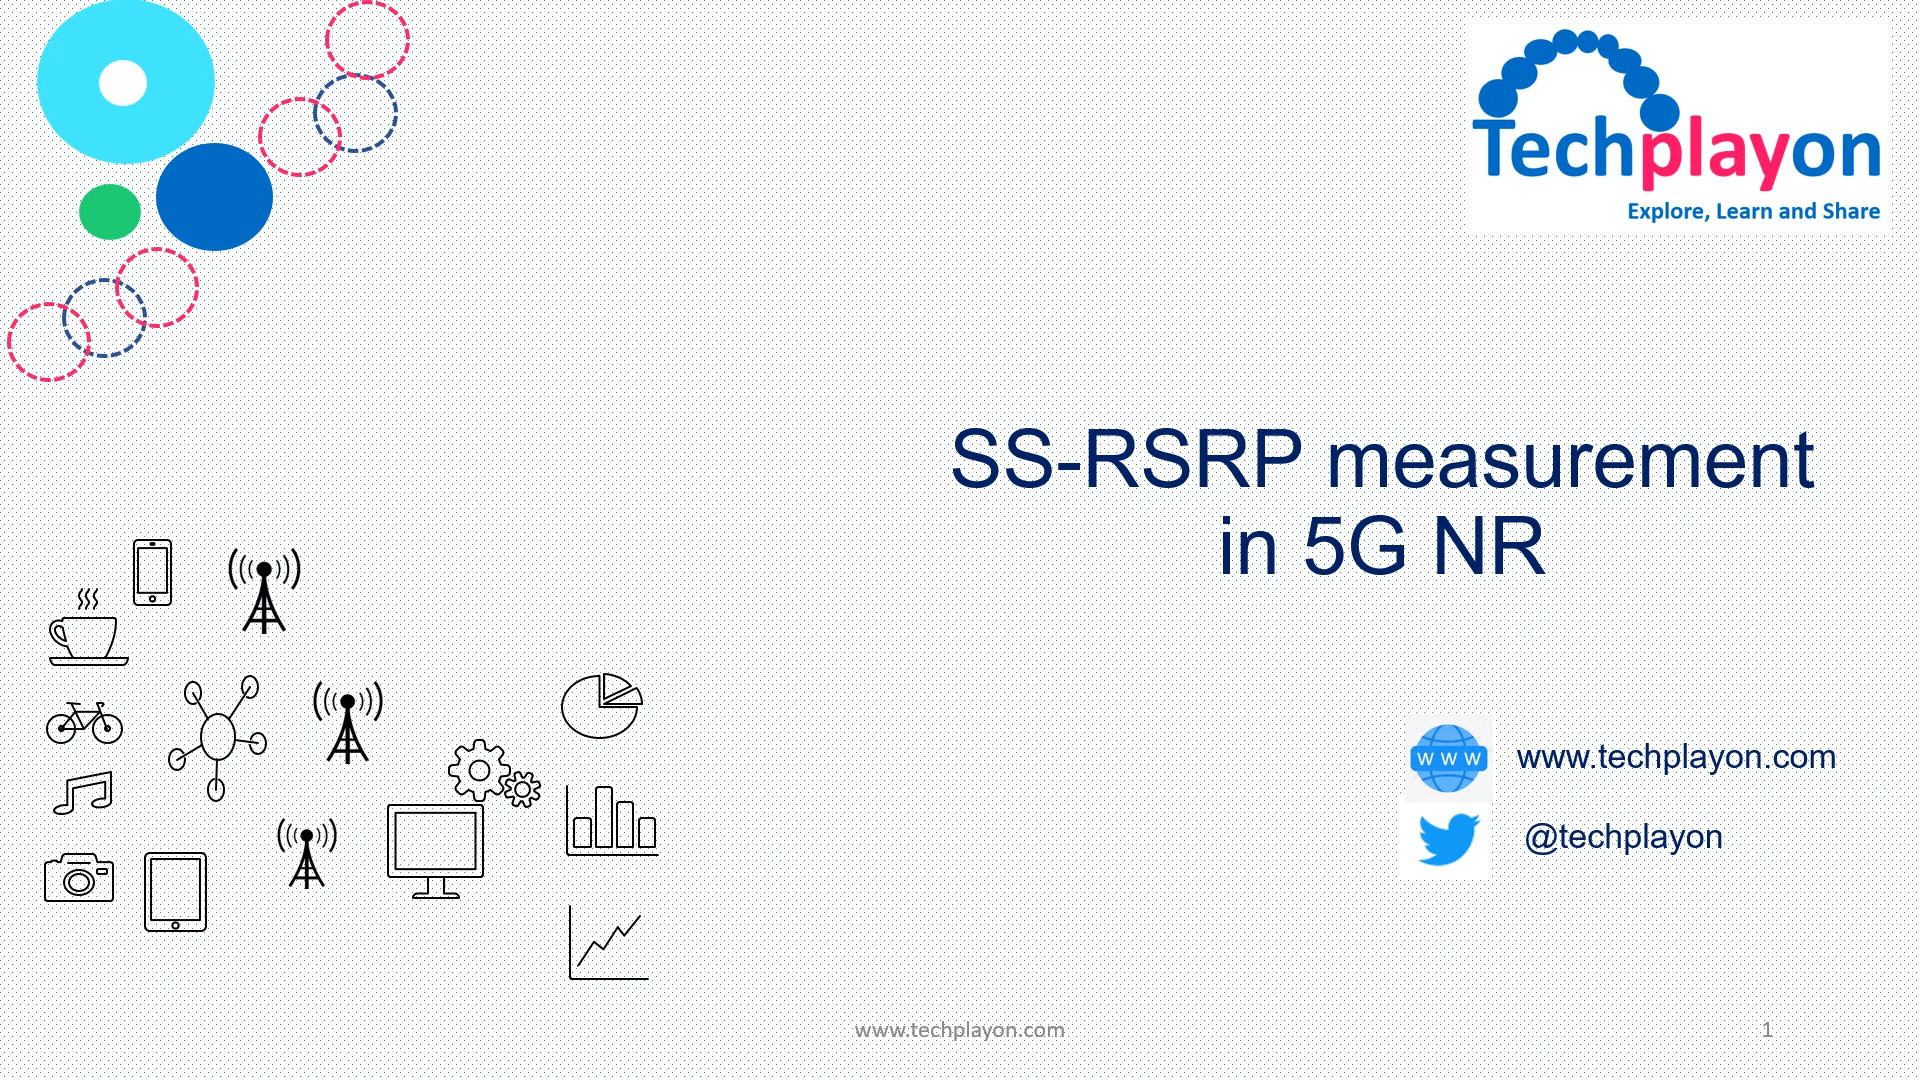 Techplayon
Explore, Learn and Share
SS-RSRP measurement
in 5G NR
WWW
www.techplayon.com
@techplayon
www.techplayon.com
1